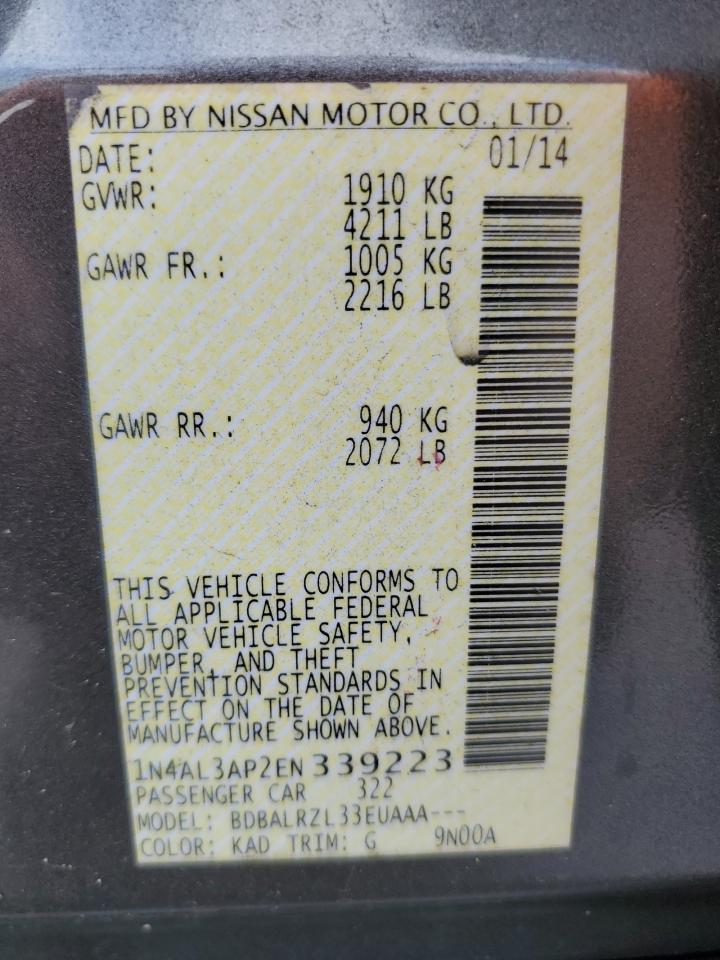 MFD BY NISSAN MOTOR CO., LTD.
DATE: 01/14
GVWR: 1910 KG
4211 LB
GAWR FR.: 1005 KG
2216 LB
GAWR RR.: 940 KG
2072 LB
THIS VEHICLE CONFORMS TO
ALL APPLICABLE FEDERAL
MOTOR VEHICLE SAFETY,
BUMPER, AND THEFT
PREVENTION STANDARDS IN
EFFECT ON THE DATE OF
MANUFACTURE SHOWN ABOVE.
1N4AL3AP2EN339223
PASSENGER CAR 322
MODEL: BDBALRZL33EUAAA---
COLOR: KAD TRIM: G 9N00A